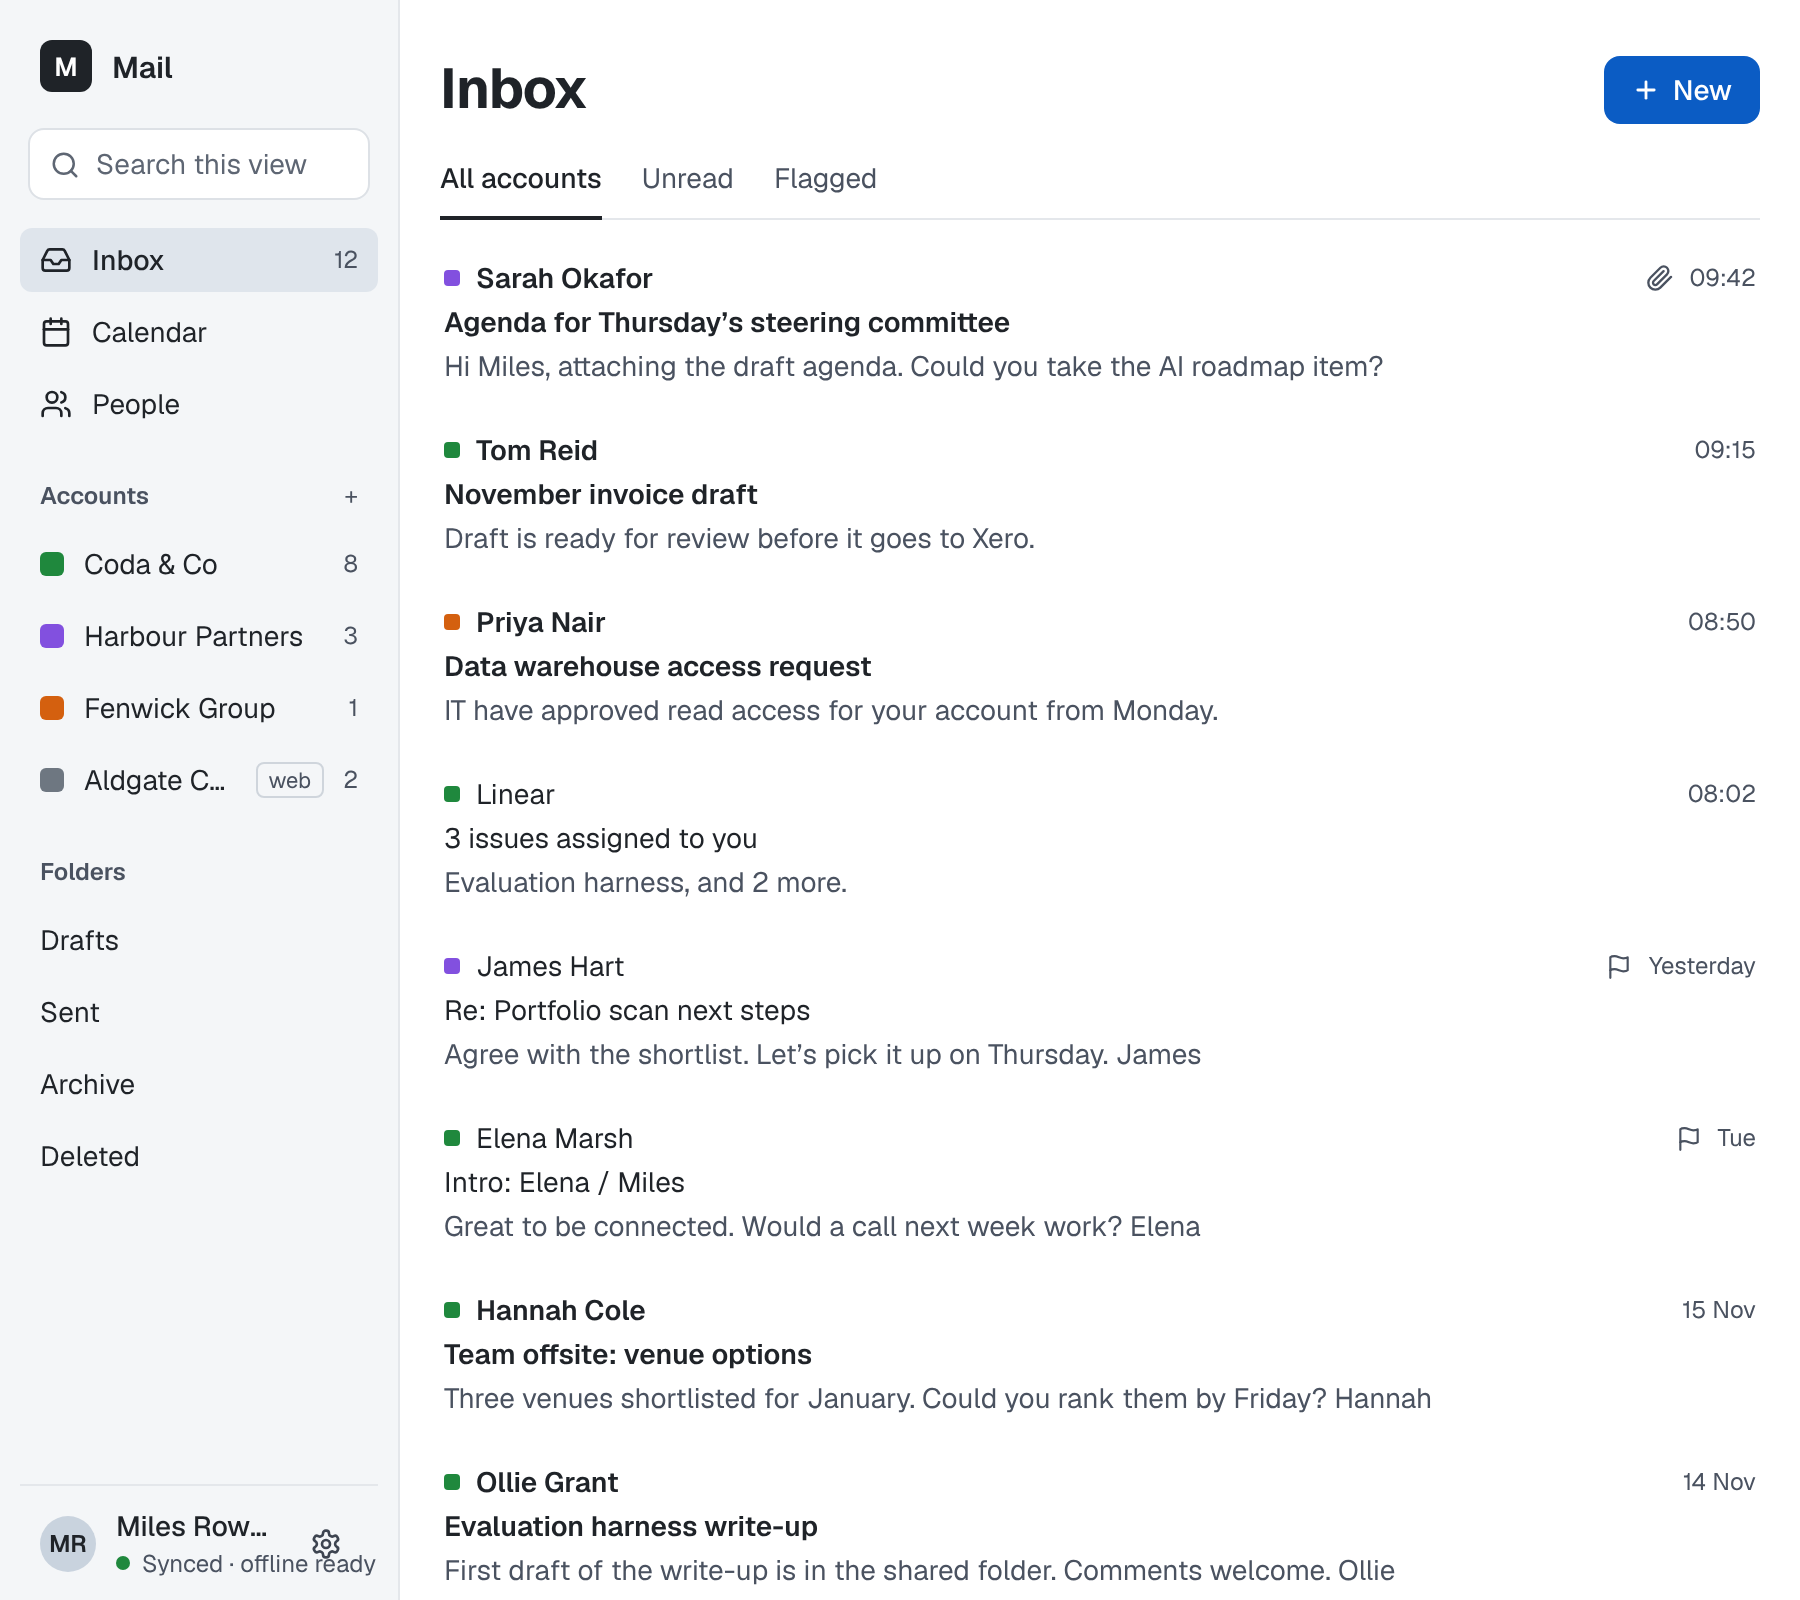 M Mail
Search this view
Inbox 12
Calendar
People
Accounts +
Coda & Co 8
Harbour Partners 3
Fenwick Group 1
Aldgate C... web 2
Folders
Drafts
Sent
Archive
Deleted
MR Miles Row...
Synced · offline ready
Inbox
+ New
All accounts Unread Flagged
Sarah Okafor 09:42
Agenda for Thursday’s steering committee
Hi Miles, attaching the draft agenda. Could you take the AI roadmap item?
Tom Reid 09:15
November invoice draft
Draft is ready for review before it goes to Xero.
Priya Nair 08:50
Data warehouse access request
IT have approved read access for your account from Monday.
Linear 08:02
3 issues assigned to you
Evaluation harness, and 2 more.
James Hart Yesterday
Re: Portfolio scan next steps
Agree with the shortlist. Let’s pick it up on Thursday. James
Elena Marsh Tue
Intro: Elena / Miles
Great to be connected. Would a call next week work? Elena
Hannah Cole 15 Nov
Team offsite: venue options
Three venues shortlisted for January. Could you rank them by Friday? Hannah
Ollie Grant 14 Nov
Evaluation harness write-up
First draft of the write-up is in the shared folder. Comments welcome. Ollie